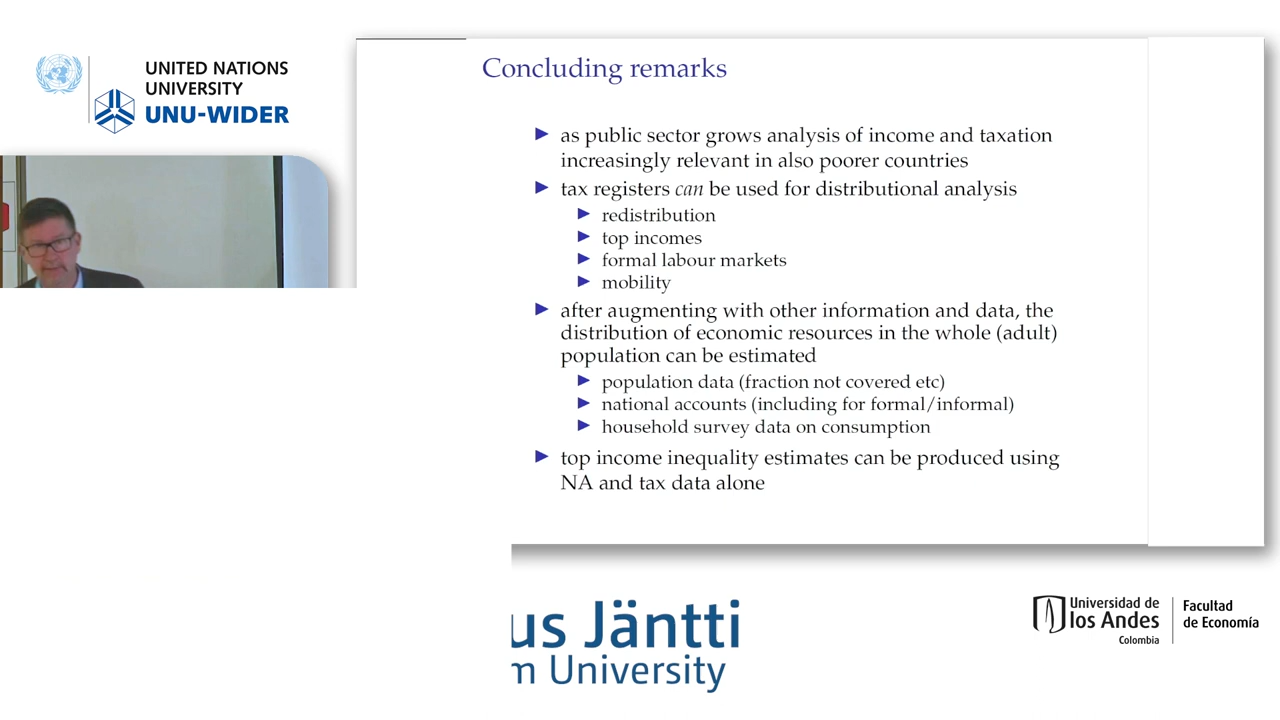 UNITED NATIONS
UNIVERSITY
UNU-WIDER
Concluding remarks
as public sector grows analysis of income and taxation
increasingly relevant in also poorer countries
tax registers can be used for distributional analysis
redistribution
top incomes
formal labour markets
mobility
after augmenting with other information and data, the
distribution of economic resources in the whole (adult)
population can be estimated
population data (fraction not covered etc)
national accounts (including for formal/informal)
household survey data on consumption
top income inequality estimates can be produced using
NA and tax data alone
us Jäntti
m University
Universidad de
los Andes
Colombia
Facultad
de Economía